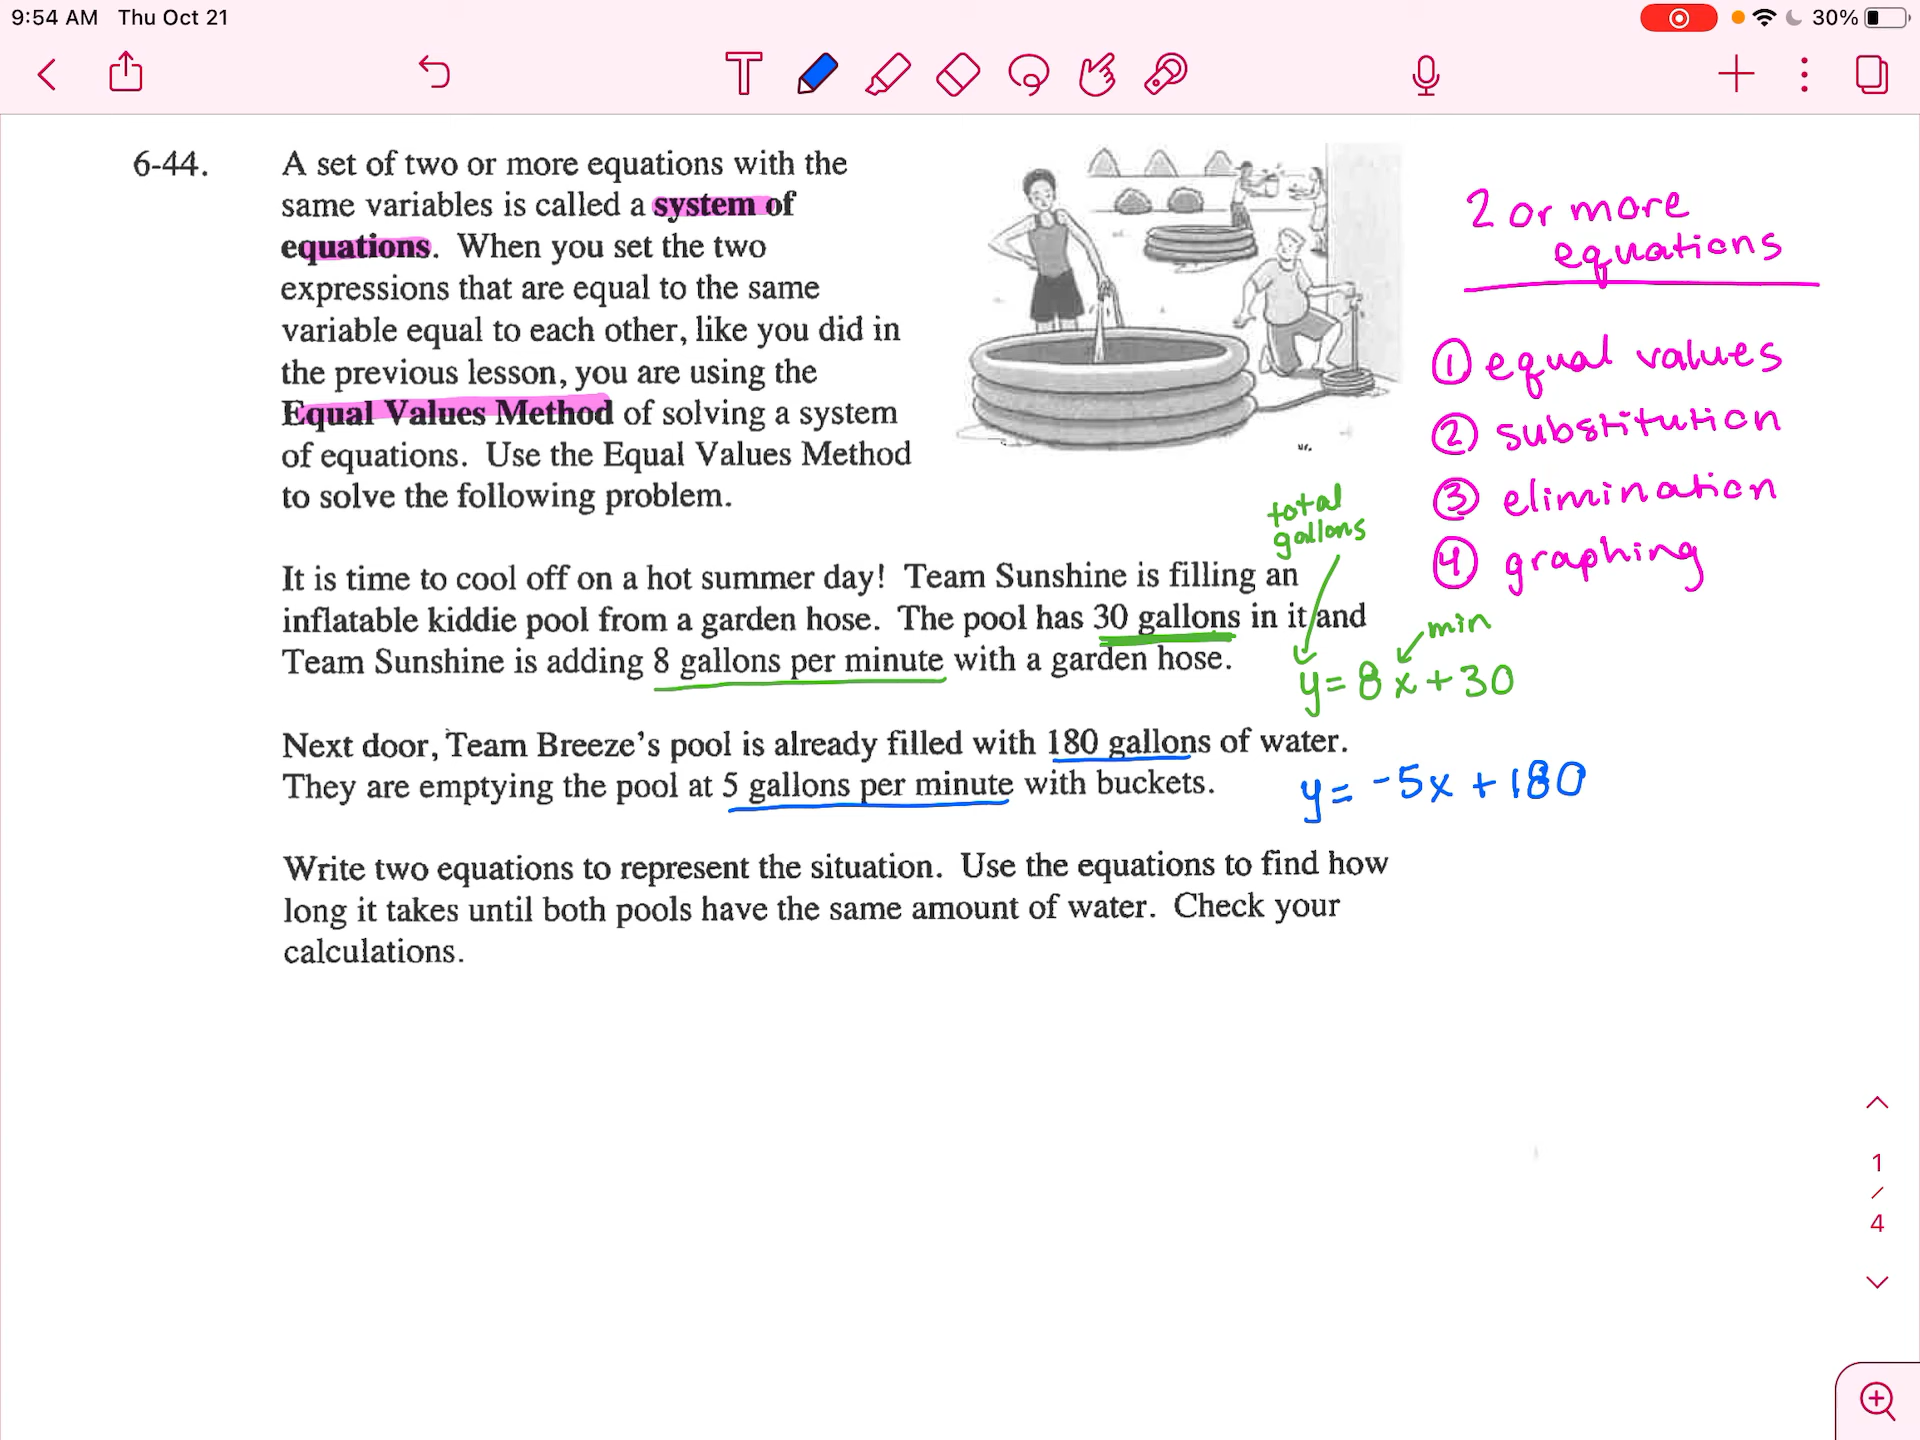 9:54 AM Thu Oct 21
30%
T
6-44.
A set of two or more equations with the
same variables is called a system of
equations. When you set the two
expressions that are equal to the same
variable equal to each other, like you did in
the previous lesson, you are using the
Equal Values Method of solving a system
of equations. Use the Equal Values Method
to solve the following problem.
2 or more
equations
① equal values
② substitution
③ elimination
④ graphing
total
gallons
It is time to cool off on a hot summer day! Team Sunshine is filling an
inflatable kiddie pool from a garden hose. The pool has 30 gallons in it and
Team Sunshine is adding 8 gallons per minute with a garden hose.
min
y = 8x + 30
Next door, Team Breeze's pool is already filled with 180 gallons of water.
They are emptying the pool at 5 gallons per minute with buckets.
y = -5x + 180
Write two equations to represent the situation. Use the equations to find how
long it takes until both pools have the same amount of water. Check your
calculations.
1
/
4